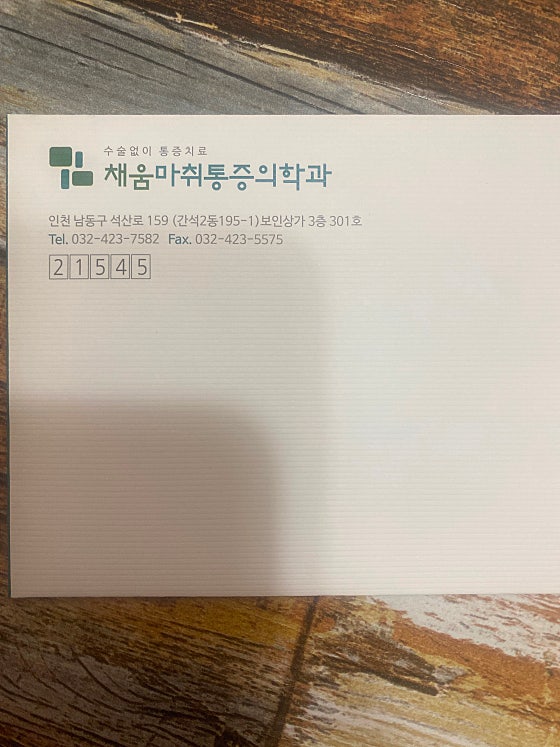 수술없이 통증치료
채움마취통증의학과
인천 남동구 석산로 159 (간석2동195-1)보인상가 3층 301호
Tel. 032-423-7582 Fax. 032-423-5575
21545